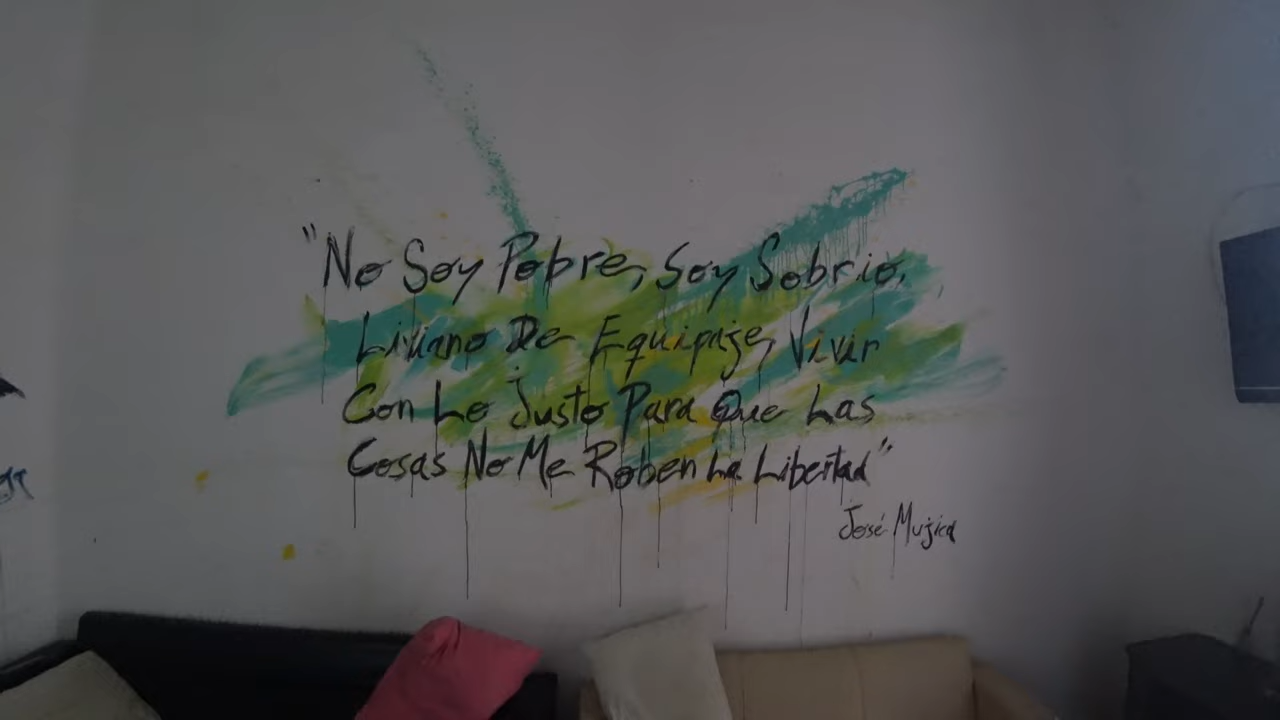 "No Soy Pobre, Soy Sobrio,
Liviano De Equipaje, Vivir
Con Lo Justo Para Que Las
Cosas No Me Roben La Libertad"
José Mujica